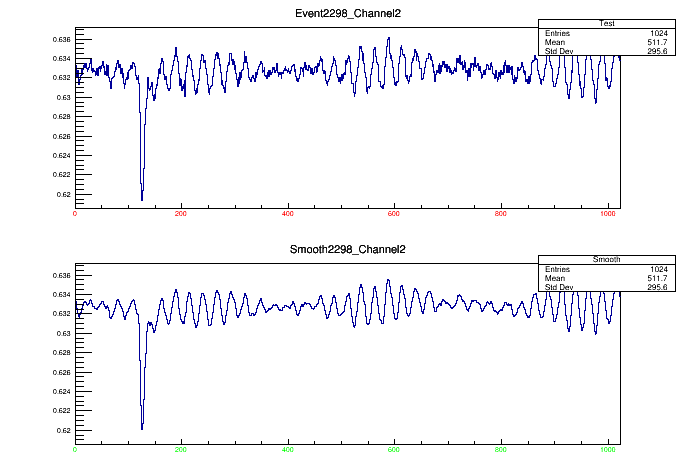 Event2298_Channel2
Test
Entries 1024
Mean 511.7
Std Dev 295.6
0.636
0.634
0.632
0.63
0.628
0.626
0.624
0.622
0.62
0 200 400 600 800 1000
Smooth2298_Channel2
Smooth
Entries 1024
Mean 511.7
Std Dev 295.6
0.636
0.634
0.632
0.63
0.628
0.626
0.624
0.622
0.62
0 200 400 600 800 1000